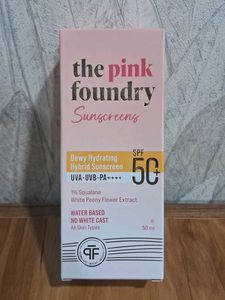 the pink
foundry
Sunscreens
Dewy Hydrating
Hybrid Sunscreen
UVA·UVB·PA++++
SPF
50+
1% Squalane
White Peony Flower Extract
WATER BASED
NO WHITE CAST
All Skin Types
50 ml